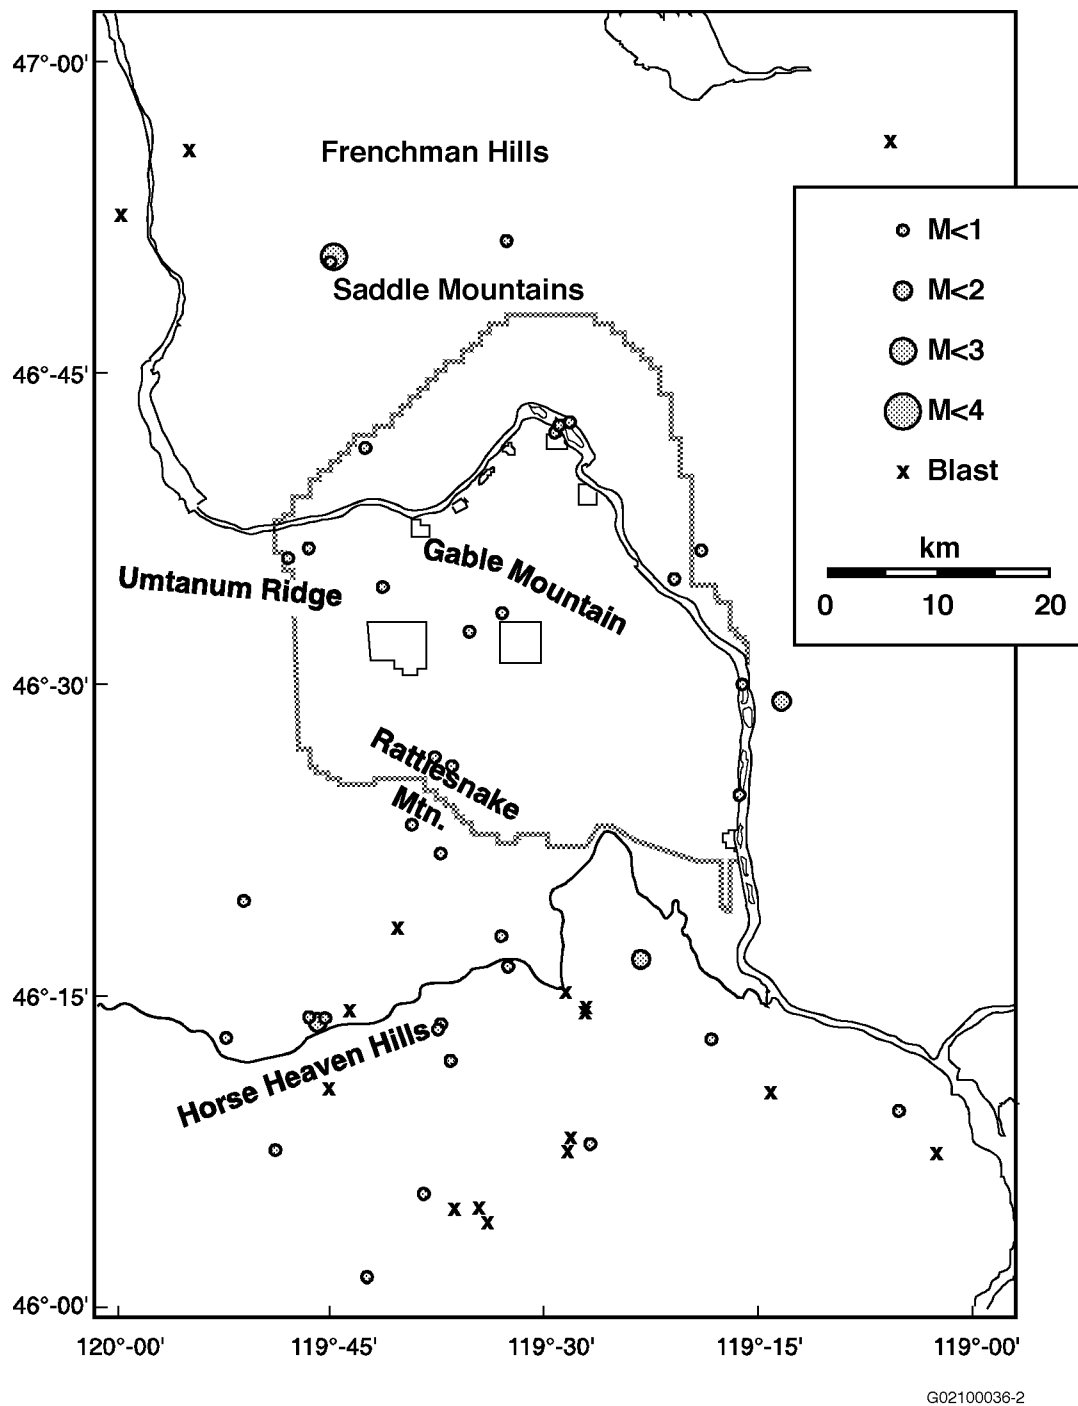 47°-00'
Frenchman Hills
M<1
M<2
Saddle Mountains
M<3
46°-45'
M<4
x Blast
km
Gable Mountain
Umtanum Ridge
0 10 20
46°-30'
Rattlesnake
Mtn.
46°-15'
Horse Heaven Hills
46°-00'
120°-00' 119°-45' 119°-30' 119°-15' 119°-00'
G02100036-2